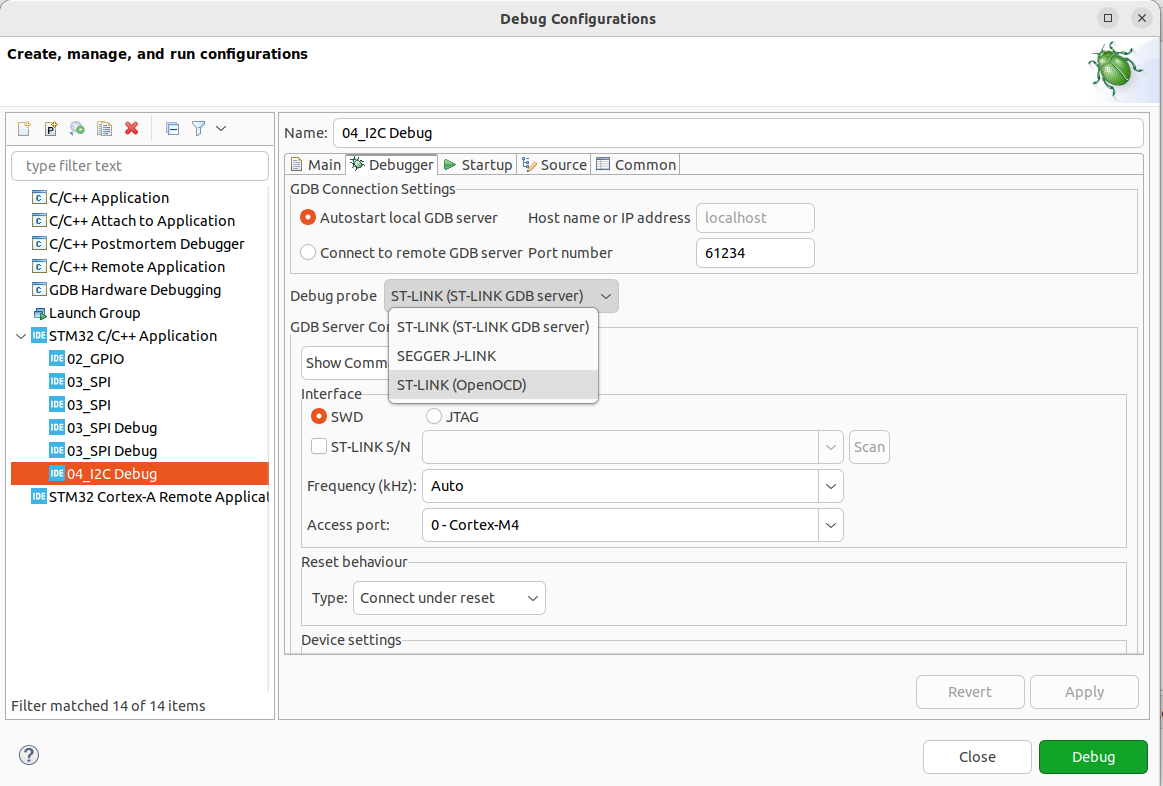 Debug Configurations
Create, manage, and run configurations
type filter text
C/C++ Application
C/C++ Attach to Application
C/C++ Postmortem Debugger
C/C++ Remote Application
GDB Hardware Debugging
Launch Group
STM32 C/C++ Application
02_GPIO
03_SPI
03_SPI
03_SPI Debug
03_SPI Debug
04_I2C Debug
STM32 Cortex-A Remote Applicat
Filter matched 14 of 14 items
Name: 04_I2C Debug
Main Debugger Startup Source Common
GDB Connection Settings
Autostart local GDB server Host name or IP address localhost
Connect to remote GDB server Port number 61234
Debug probe ST-LINK (ST-LINK GDB server)
ST-LINK (ST-LINK GDB server)
SEGGER J-LINK
ST-LINK (OpenOCD)
GDB Server Co
Show Comm
Interface
SWD JTAG
ST-LINK S/N Scan
Frequency (kHz): Auto
Access port: 0 - Cortex-M4
Reset behaviour
Type: Connect under reset
Device settings
Revert Apply
Close Debug